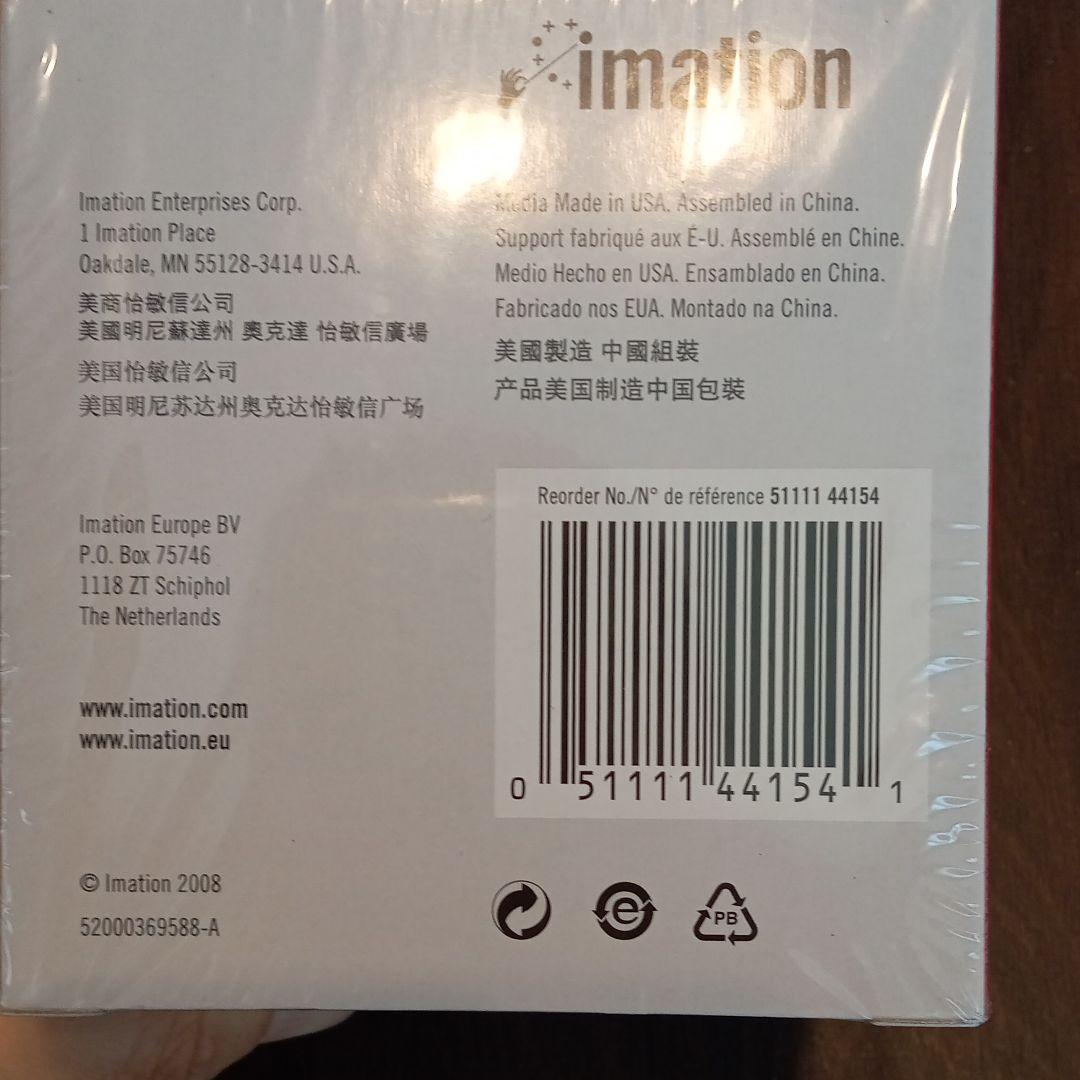 imation
Imation Enterprises Corp.
1 Imation Place
Oakdale, MN 55128-3414 U.S.A.
美商怡敏信公司
美國明尼蘇達州 奧克達 怡敏信廣場
美国怡敏信公司
美国明尼苏达州奥克达怡敏信广场
Media Made in USA. Assembled in China.
Support fabriqué aux É-U. Assemblé en Chine.
Medio Hecho en USA. Ensamblado en China.
Fabricado nos EUA. Montado na China.
美國製造 中國組裝
产品美国制造中国包装
Imation Europe BV
P.O. Box 75746
1118 ZT Schiphol
The Netherlands
www.imation.com
www.imation.eu
Reorder No./N° de référence 51111 44154
0 51111 44154 1
© Imation 2008
52000369588-A
e
PB